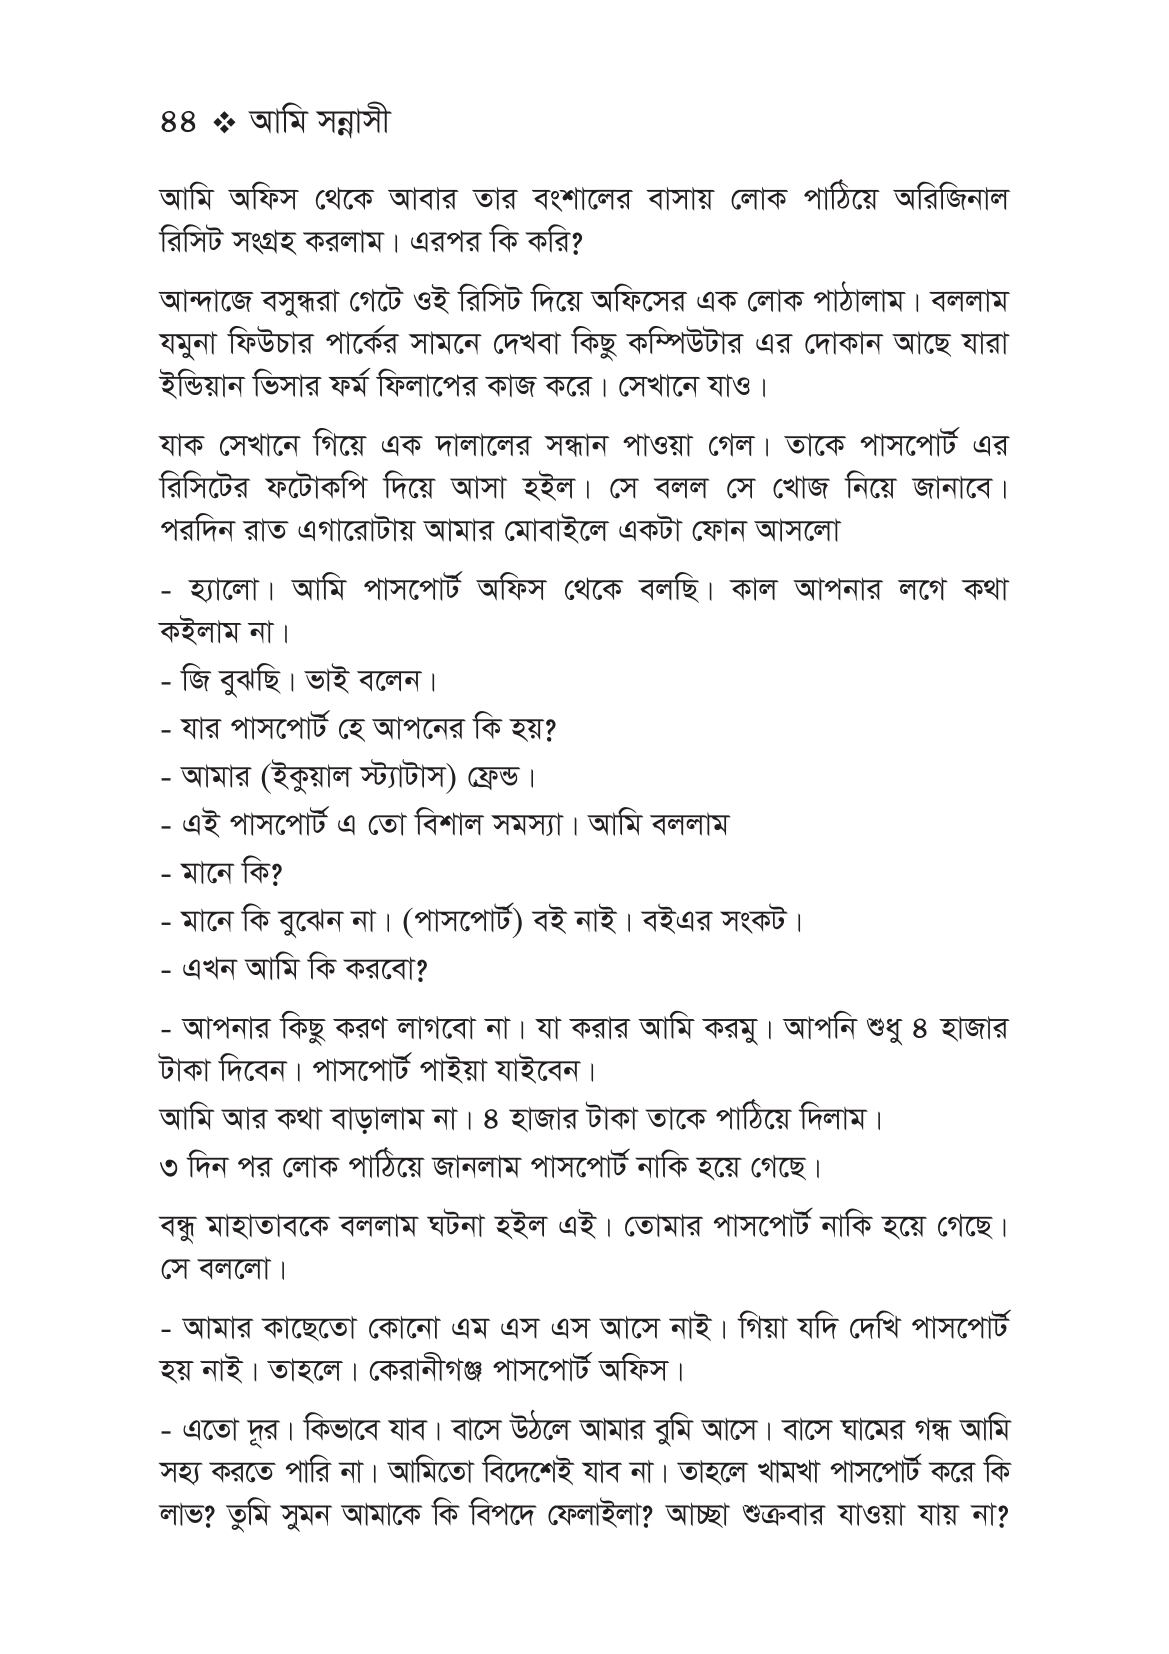 ৪৪ ❖ আমি সন্নাসী
আমি অফিস থেকে আবার তার বংশালের বাসায় লোক পাঠিয়ে অরিজিনাল
রিসিট সংগ্রহ করলাম। এরপর কি করি?
আন্দাজে বসুন্ধরা গেটে ওই রিসিট দিয়ে অফিসের এক লোক পাঠালাম। বললাম
যমুনা ফিউচার পার্কের সামনে দেখবা কিছু কম্পিউটার এর দোকান আছে যারা
ইন্ডিয়ান ভিসার ফর্ম ফিলাপের কাজ করে। সেখানে যাও।
যাক সেখানে গিয়ে এক দালালের সন্ধান পাওয়া গেল। তাকে পাসপোর্ট এর
রিসিটের ফটোকপি দিয়ে আসা হইল। সে বলল সে খোজ নিয়ে জানাবে।
পরদিন রাত এগারোটায় আমার মোবাইলে একটা ফোন আসলো
- হ্যালো। আমি পাসপোর্ট অফিস থেকে বলছি। কাল আপনার লগে কথা
কইলাম না।
- জি বুঝছি। ভাই বলেন।
- যার পাসপোর্ট হে আপনের কি হয়?
- আমার (ইকুয়াল স্ট্যাটাস) ফ্রেন্ড।
- এই পাসপোর্ট এ তো বিশাল সমস্যা। আমি বললাম
- মানে কি?
- মানে কি বুঝেন না। (পাসপোর্ট) বই নাই। বইএর সংকট।
- এখন আমি কি করবো?
- আপনার কিছু করণ লাগবো না। যা করার আমি করমু। আপনি শুধু ৪ হাজার
টাকা দিবেন। পাসপোর্ট পাইয়া যাইবেন।
আমি আর কথা বাড়ালাম না। ৪ হাজার টাকা তাকে পাঠিয়ে দিলাম।
৩ দিন পর লোক পাঠিয়ে জানলাম পাসপোর্ট নাকি হয়ে গেছে।
বন্ধু মাহাতাবকে বললাম ঘটনা হইল এই। তোমার পাসপোর্ট নাকি হয়ে গেছে।
সে বললো।
- আমার কাছেতো কোনো এম এস এস আসে নাই। গিয়া যদি দেখি পাসপোর্ট
হয় নাই। তাহলে। কেরানীগঞ্জ পাসপোর্ট অফিস।
- এতো দূর। কিভাবে যাব। বাসে উঠলে আমার বুমি আসে। বাসে ঘামের গন্ধ আমি
সহ্য করতে পারি না। আমিতো বিদেশেই যাব না। তাহলে খামখা পাসপোর্ট করে কি
লাভ? তুমি সুমন আমাকে কি বিপদে ফেলাইলা? আচ্ছা শুক্রবার যাওয়া যায় না?